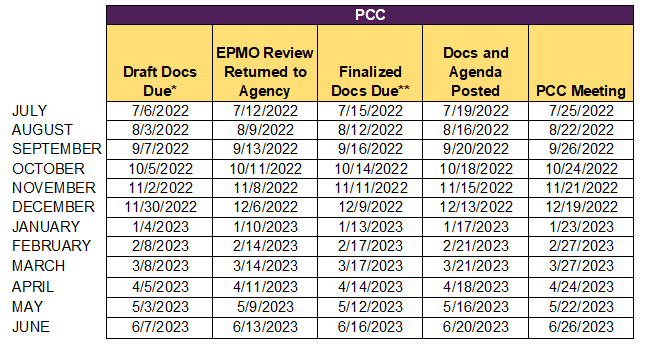 PCC
Draft Docs Due* EPMO Review Returned to Agency Finalized Docs Due** Docs and Agenda Posted PCC Meeting
JULY 7/6/2022 7/12/2022 7/15/2022 7/19/2022 7/25/2022
AUGUST 8/3/2022 8/9/2022 8/12/2022 8/16/2022 8/22/2022
SEPTEMBER 9/7/2022 9/13/2022 9/16/2022 9/20/2022 9/26/2022
OCTOBER 10/5/2022 10/11/2022 10/14/2022 10/18/2022 10/24/2022
NOVEMBER 11/2/2022 11/8/2022 11/11/2022 11/15/2022 11/21/2022
DECEMBER 11/30/2022 12/6/2022 12/9/2022 12/13/2022 12/19/2022
JANUARY 1/4/2023 1/10/2023 1/13/2023 1/17/2023 1/23/2023
FEBRUARY 2/8/2023 2/14/2023 2/17/2023 2/21/2023 2/27/2023
MARCH 3/8/2023 3/14/2023 3/17/2023 3/21/2023 3/27/2023
APRIL 4/5/2023 4/11/2023 4/14/2023 4/18/2023 4/24/2023
MAY 5/3/2023 5/9/2023 5/12/2023 5/16/2023 5/22/2023
JUNE 6/7/2023 6/13/2023 6/16/2023 6/20/2023 6/26/2023